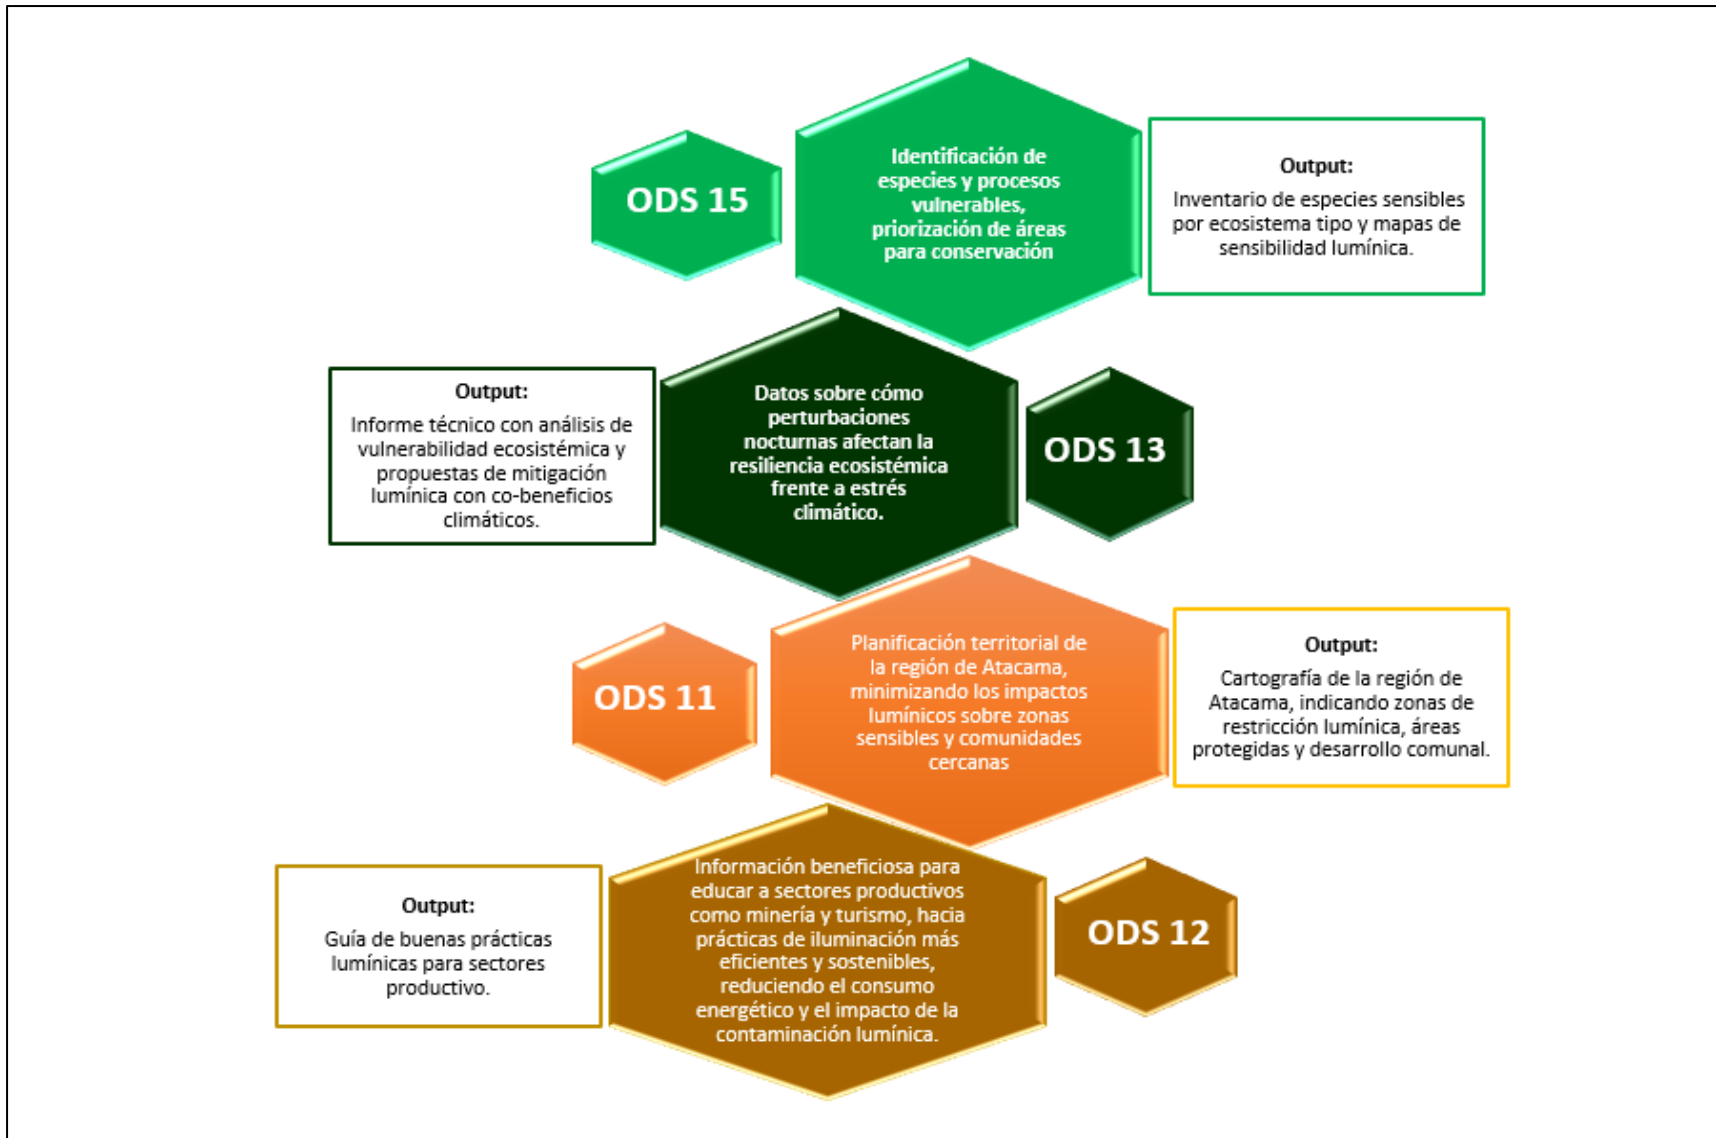 ODS 15
Identificación de
especies y procesos
vulnerables,
priorización de áreas
para conservación
Output:
Inventario de especies sensibles
por ecosistema tipo y mapas de
sensibilidad lumínica.
Output:
Informe técnico con análisis de
vulnerabilidad ecosistémica y
propuestas de mitigación
lumínica con co-beneficios
climáticos.
Datos sobre cómo
perturbaciones
nocturnas afectan la
resiliencia ecosistémica
frente a estrés
climático.
ODS 13
ODS 11
Planificación territorial de
la región de Atacama,
minimizando los impactos
lumínicos sobre zonas
sensibles y comunidades
cercanas
Output:
Cartografía de la región de
Atacama, indicando zonas de
restricción lumínica, áreas
protegidas y desarrollo comunal.
Output:
Guía de buenas prácticas
lumínicas para sectores
productivo.
Información beneficiosa para
educar a sectores productivos
como minería y turismo, hacia
prácticas de iluminación más
eficientes y sostenibles,
reduciendo el consumo
energético y el impacto de la
contaminación lumínica.
ODS 12